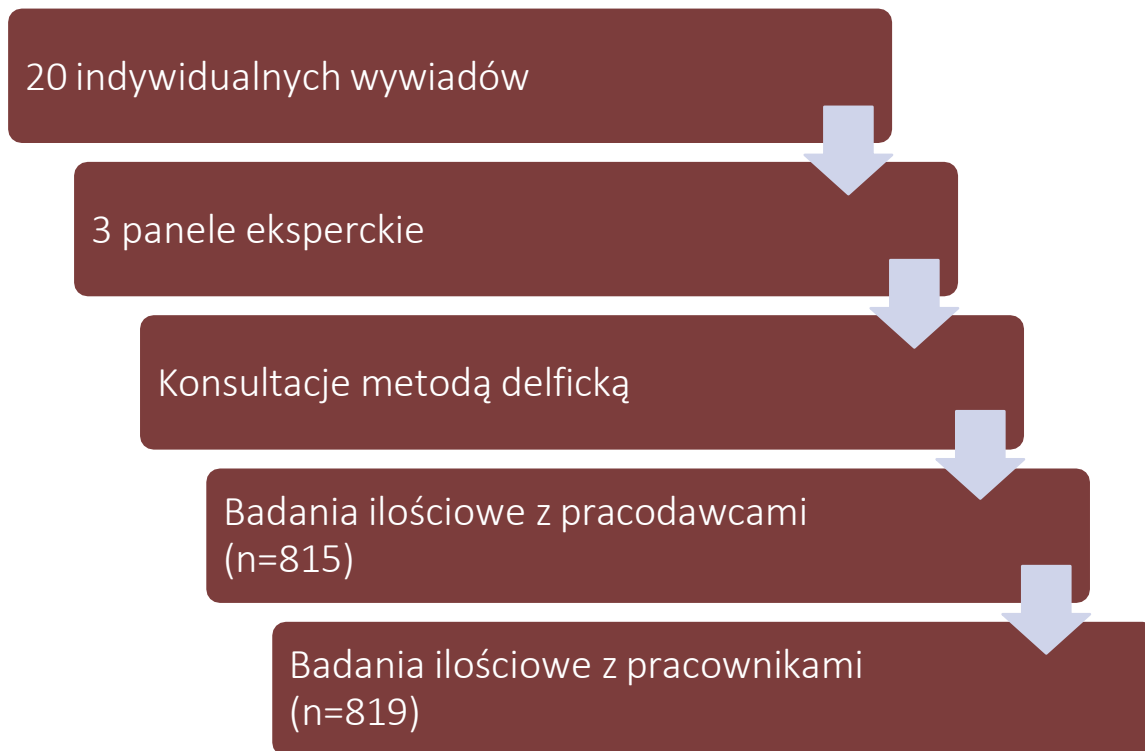 20 indywidualnych wywiadów
3 panele eksperckie
Konsultacje metodą delficką
Badania ilościowe z pracodawcami
(n=815)
Badania ilościowe z pracownikami
(n=819)